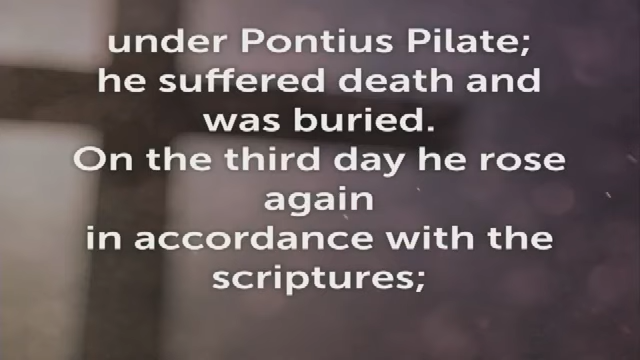 under Pontius Pilate;
he suffered death and
was buried.
On the third day he rose
again
in accordance with the
scriptures;